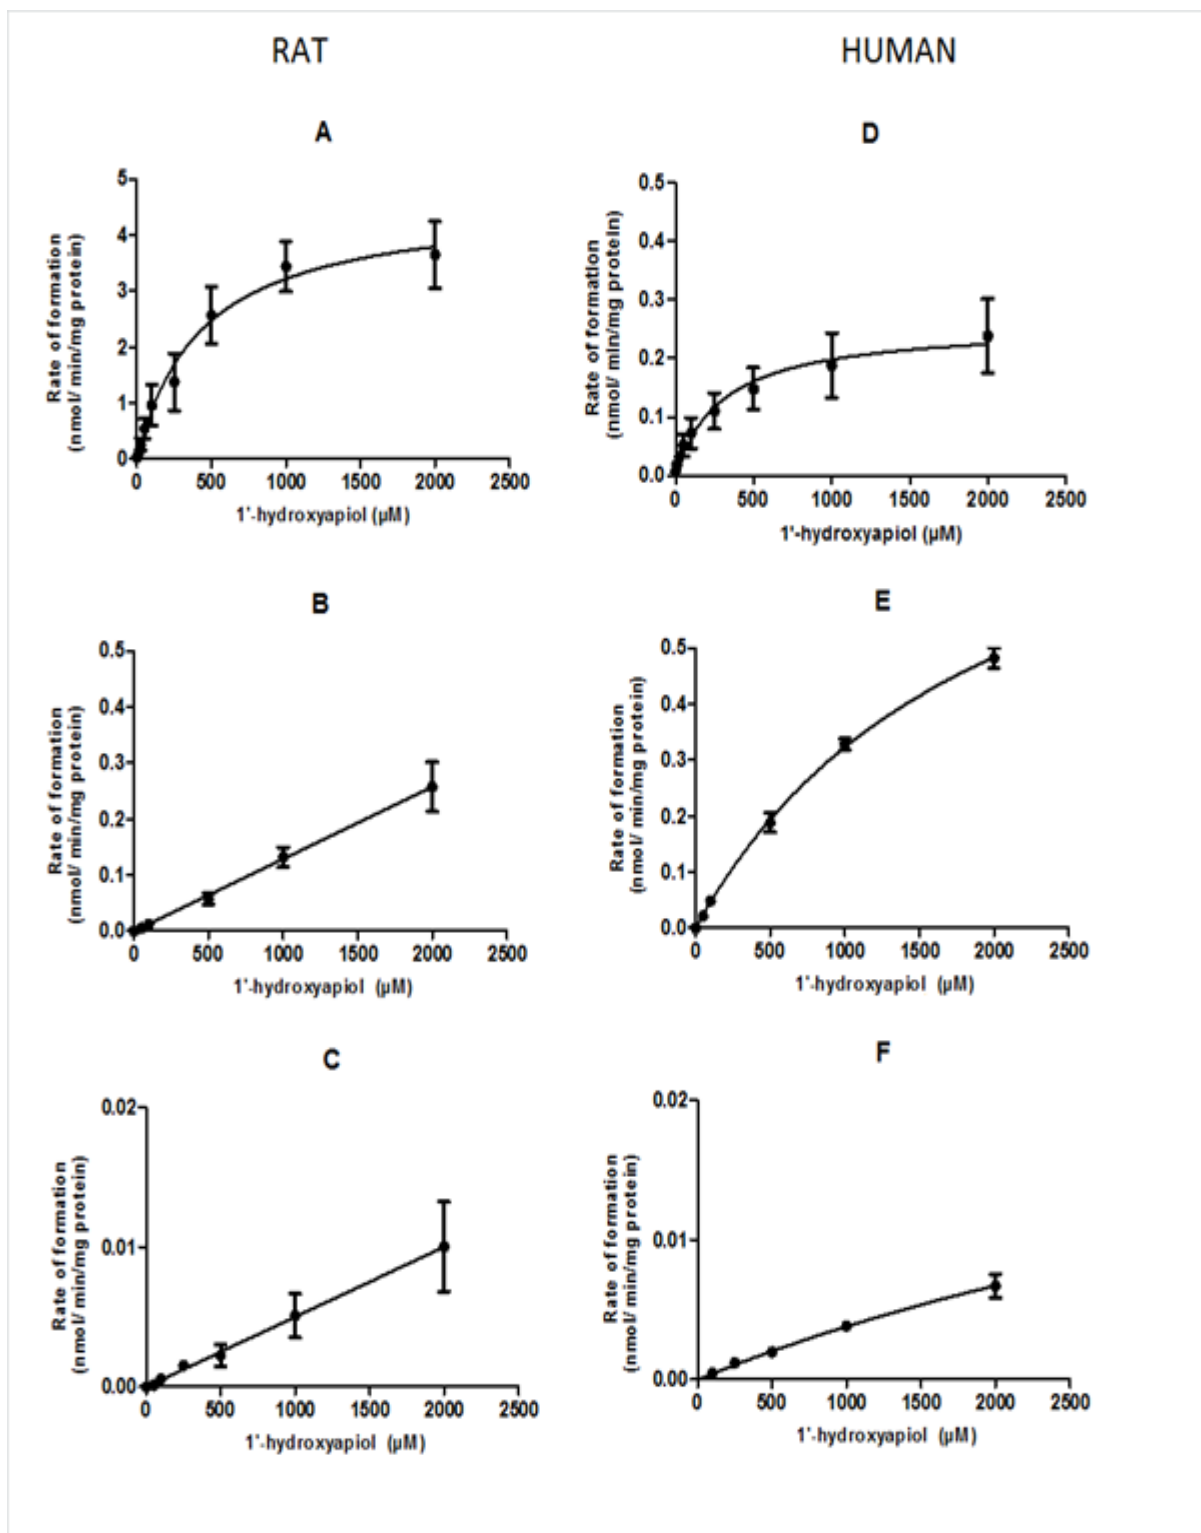 RAT
HUMAN
A
5
4
3
2
1
0
0 500 1000 1500 2000 2500
Rate of formation
(nmol/ min/mg protein)
1'-hydroxyapiol (µM)
D
0.5
0.4
0.3
0.2
0.1
0.0
0 500 1000 1500 2000 2500
Rate of formation
(nmol/ min/mg protein)
1'-hydroxyapiol (µM)
B
0.5
0.4
0.3
0.2
0.1
0.0
0 500 1000 1500 2000 2500
Rate of formation
(nmol/ min/mg protein)
1'-hydroxyapiol (µM)
E
0.5
0.4
0.3
0.2
0.1
0.0
0 500 1000 1500 2000 2500
Rate of formation
(nmol/ min/mg protein)
1'-hydroxyapiol (µM)
C
0.02
0.01
0.00
0 500 1000 1500 2000 2500
Rate of formation
(nmol/ min/mg protein)
1'-hydroxyapiol (µM)
F
0.02
0.01
0.00
0 500 1000 1500 2000 2500
Rate of formation
(nmol/ min/mg protein)
1'-hydroxyapiol (µM)